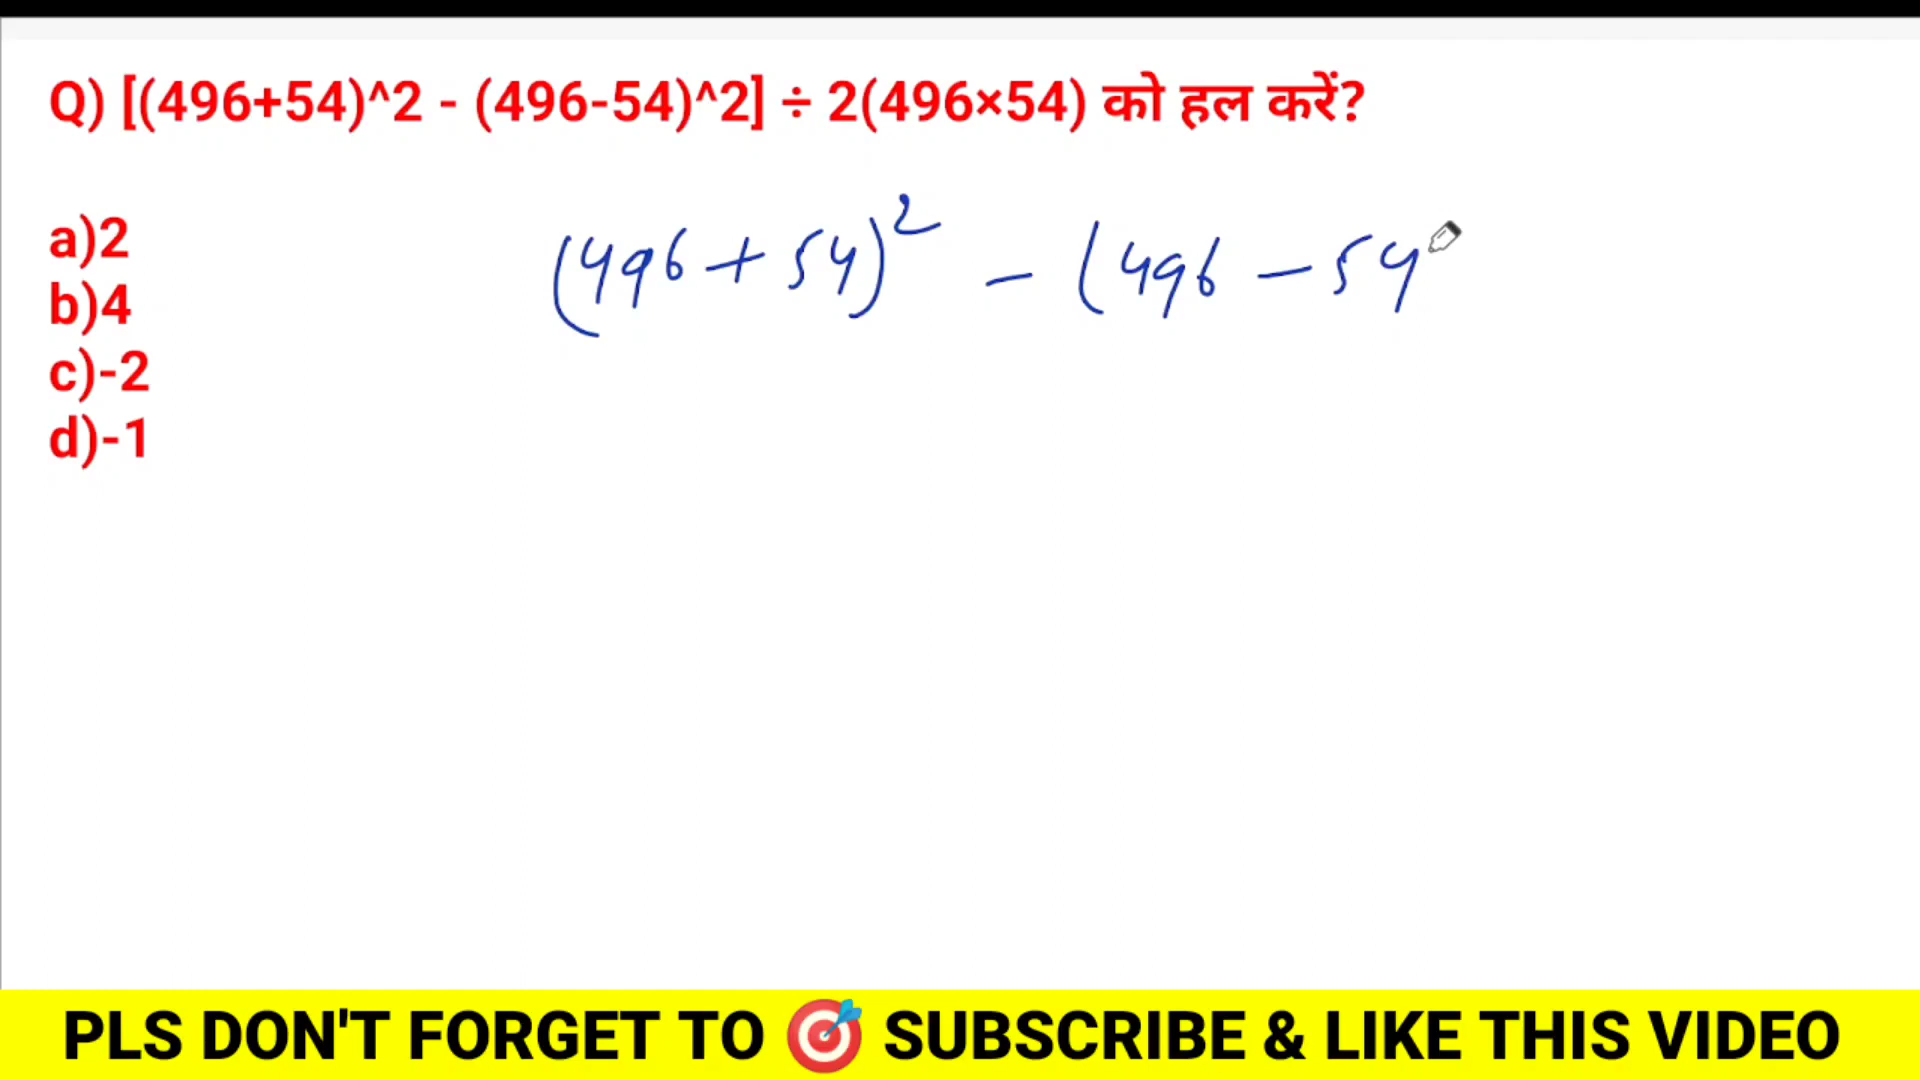 Q) [(496+54)^2 - (496-54)^2] ÷ 2(496×54) को हल करें?
a)2
(496 + 54)² - (496 - 54
b)4
c)-2
d)-1
PLS DON'T FORGET TO 🎯 SUBSCRIBE & LIKE THIS VIDEO